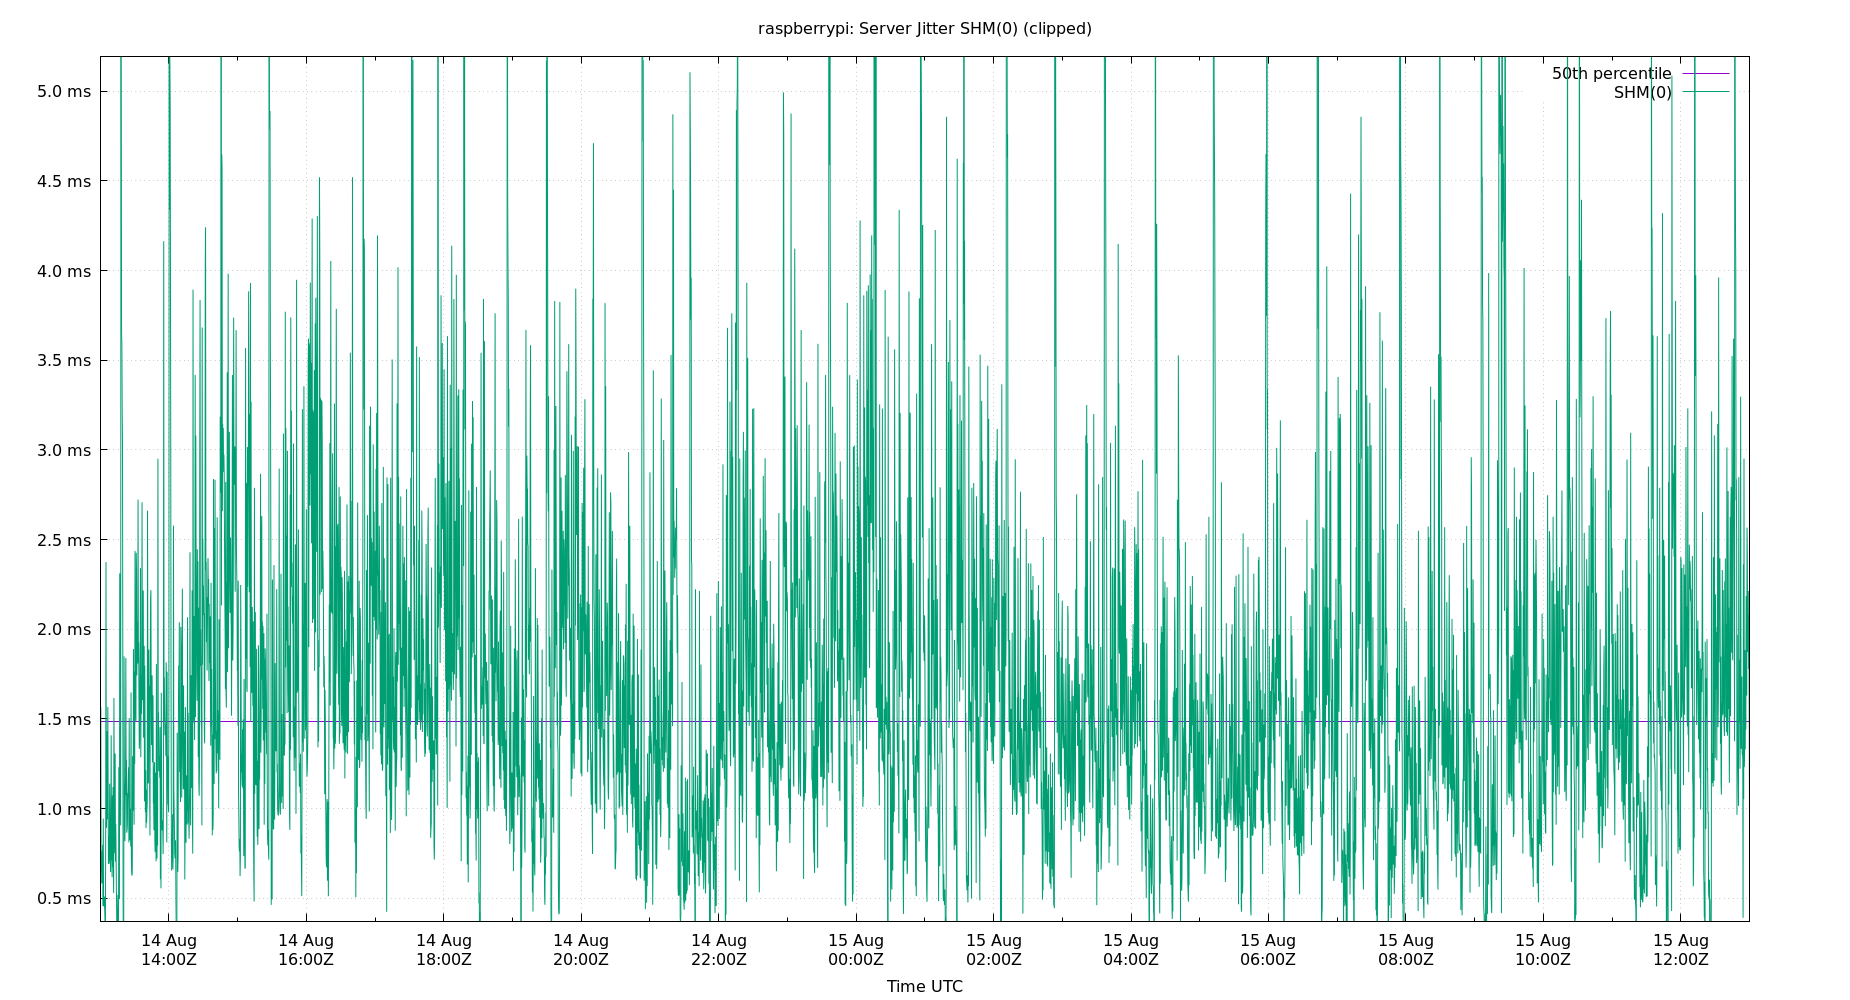 raspberrypi: Server Jitter SHM(0) (clipped)
50th percentile
SHM(0)
5.0 ms
4.5 ms
4.0 ms
3.5 ms
3.0 ms
2.5 ms
2.0 ms
1.5 ms
1.0 ms
0.5 ms
14 Aug 14 Aug 14 Aug 14 Aug 14 Aug 15 Aug 15 Aug 15 Aug 15 Aug 15 Aug 15 Aug 15 Aug
14:00Z 16:00Z 18:00Z 20:00Z 22:00Z 00:00Z 02:00Z 04:00Z 06:00Z 08:00Z 10:00Z 12:00Z
Time UTC